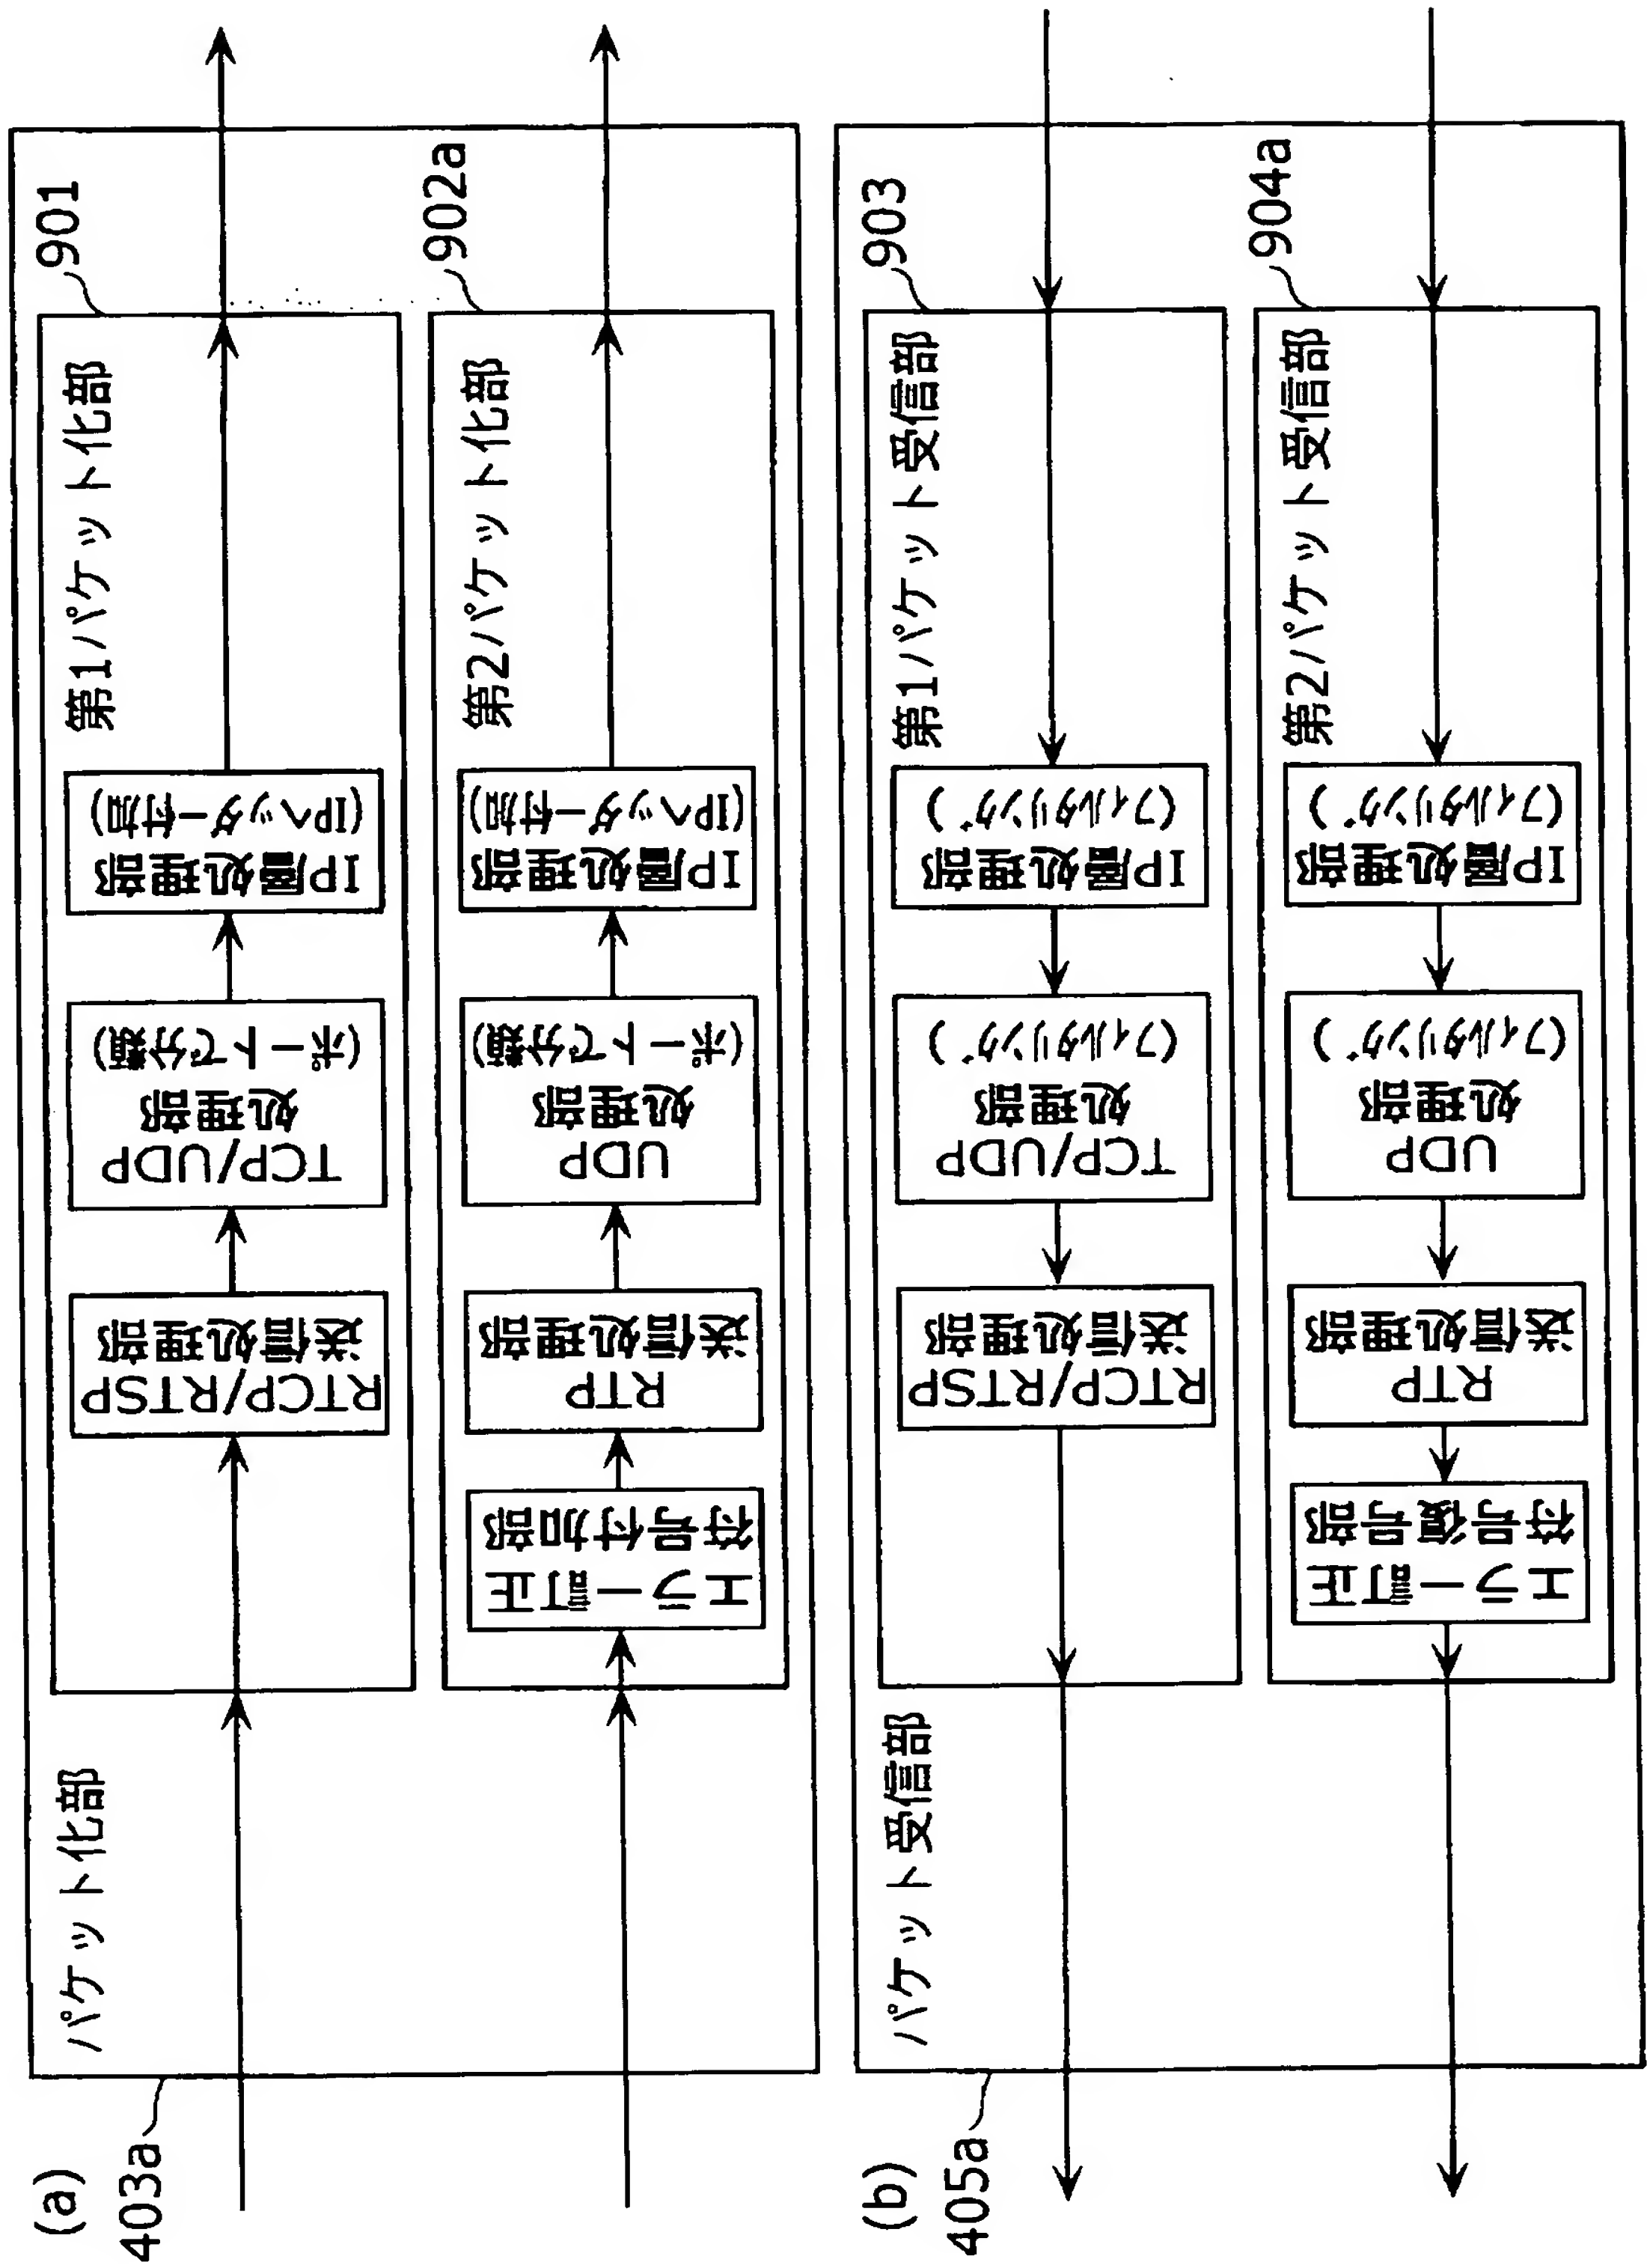 (a)
403a
パケット化部
901
第1パケット化部
RTCP/RTSP
送信処理部
TCP/UDP
処理部
(ポートで分類)
IP層処理部
(IPヘッダー付加)
902a
第2パケット化部
エラー訂正
符号付加部
RTP
送信処理部
UDP
処理部
(ポートで分類)
IP層処理部
(IPヘッダー付加)
(b)
405a
パケット受信部
903
第1パケット受信部
RTCP/RTSP
送信処理部
TCP/UDP
処理部
(フィルタリング)
IP層処理部
(フィルタリング)
904a
第2パケット受信部
エラー訂正
符号復号部
RTP
送信処理部
UDP
処理部
(フィルタリング)
IP層処理部
(フィルタリング)